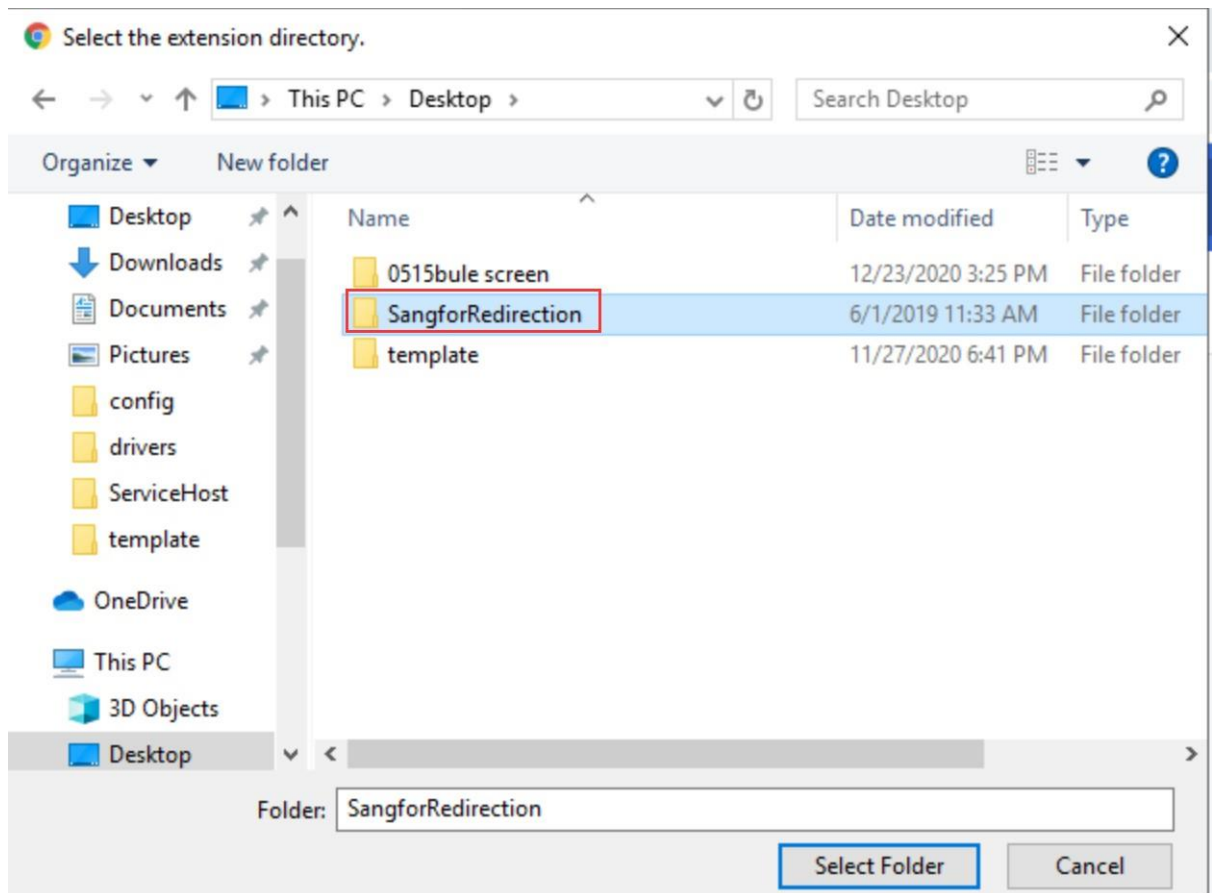 Select the extension directory.
This PC > Desktop >
Search Desktop
Organize
New folder
Name
Date modified
Type
Desktop
Downloads
Documents
Pictures
config
drivers
ServiceHost
template
OneDrive
This PC
3D Objects
Desktop
0515bule screen 12/23/2020 3:25 PM File folder
SangforRedirection 6/1/2019 11:33 AM File folder
template 11/27/2020 6:41 PM File folder
Folder: SangforRedirection
Select Folder
Cancel